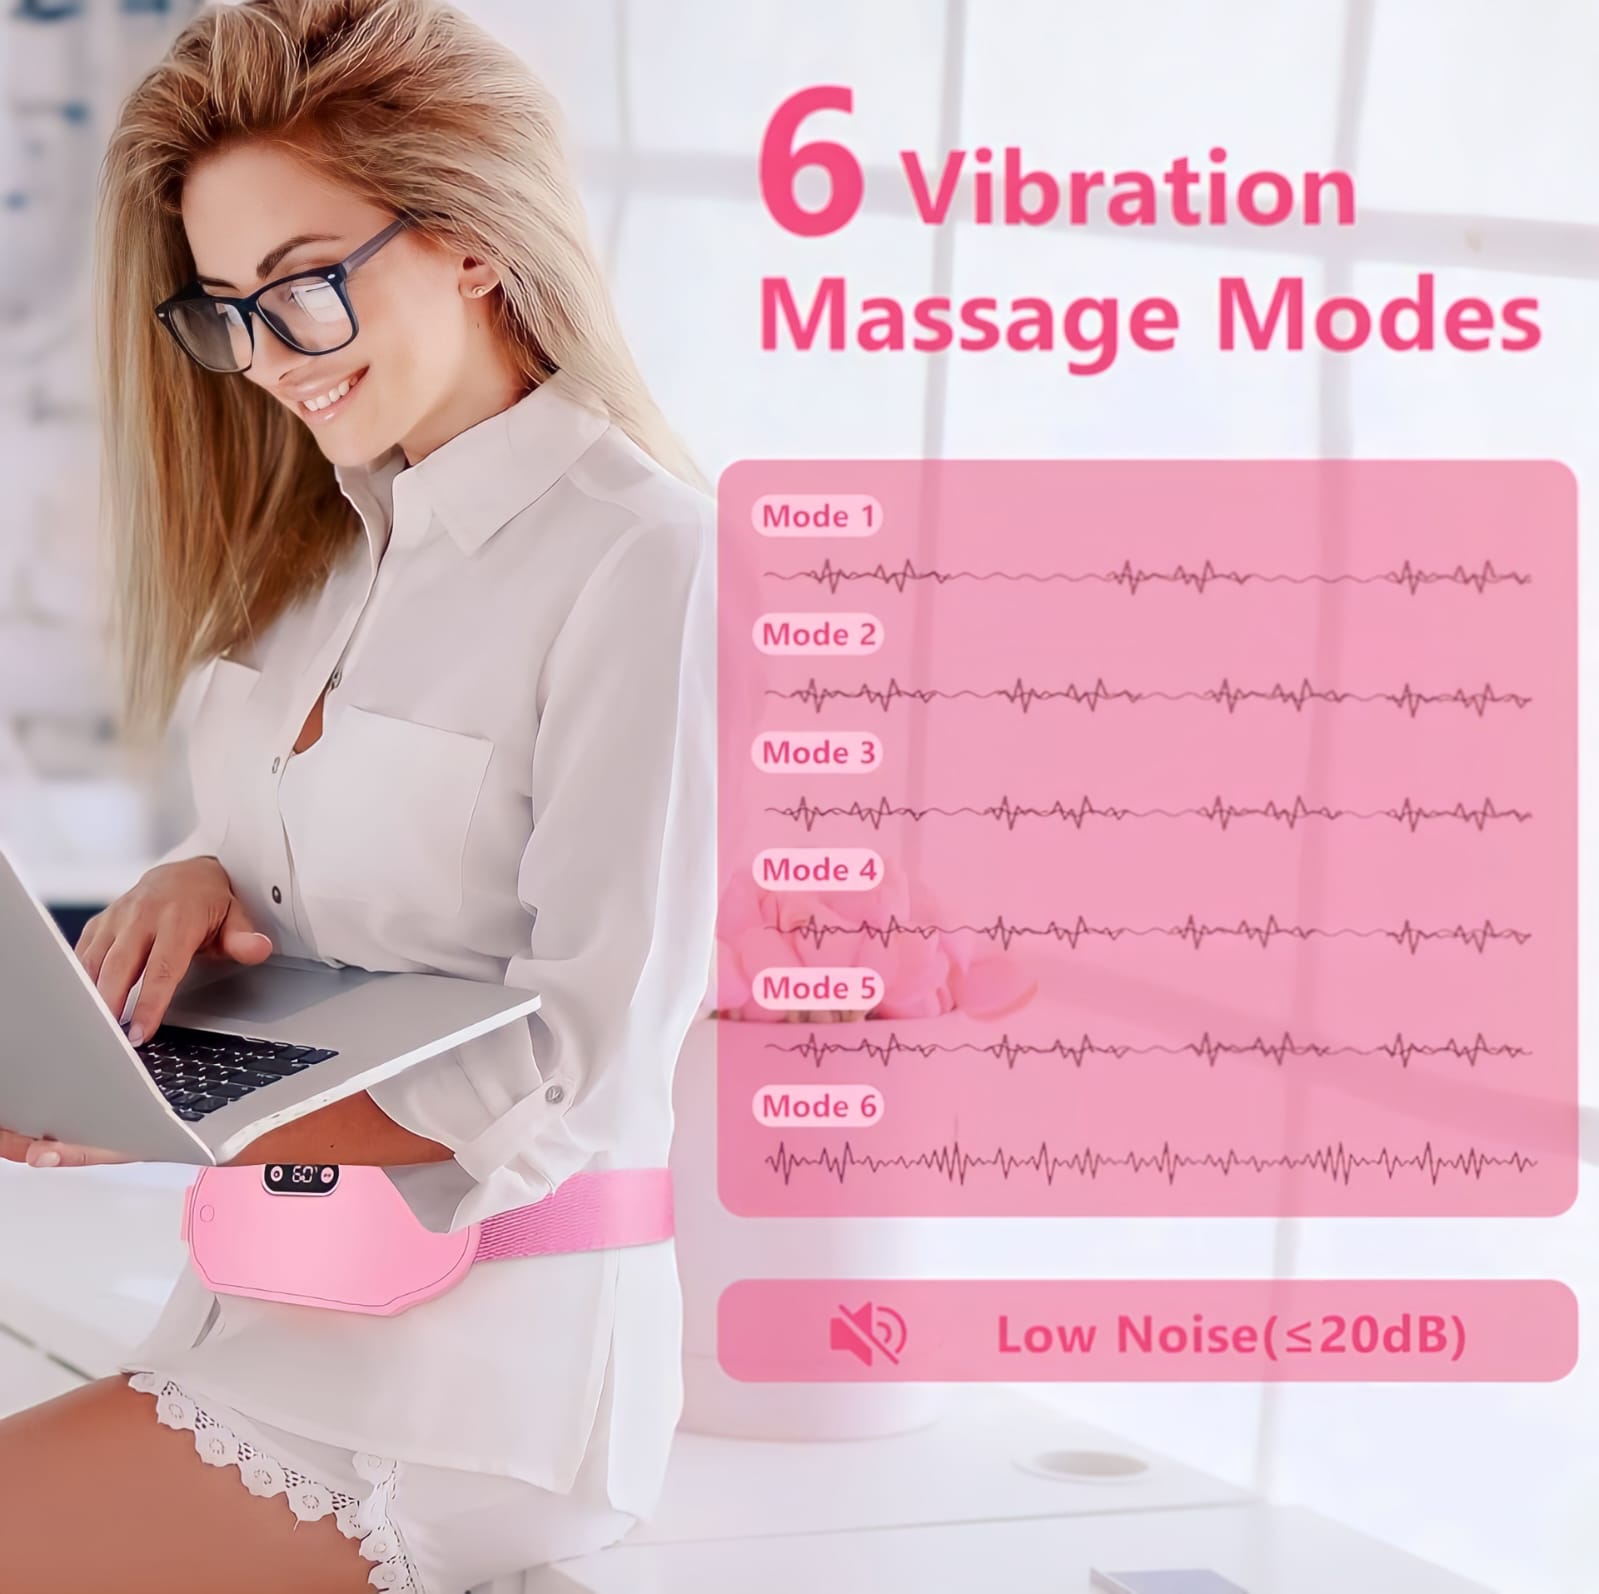 6 Vibration
Massage Modes
Mode 1
Mode 2
Mode 3
Mode 4
Mode 5
Mode 6
60'
Low Noise(≤20dB)